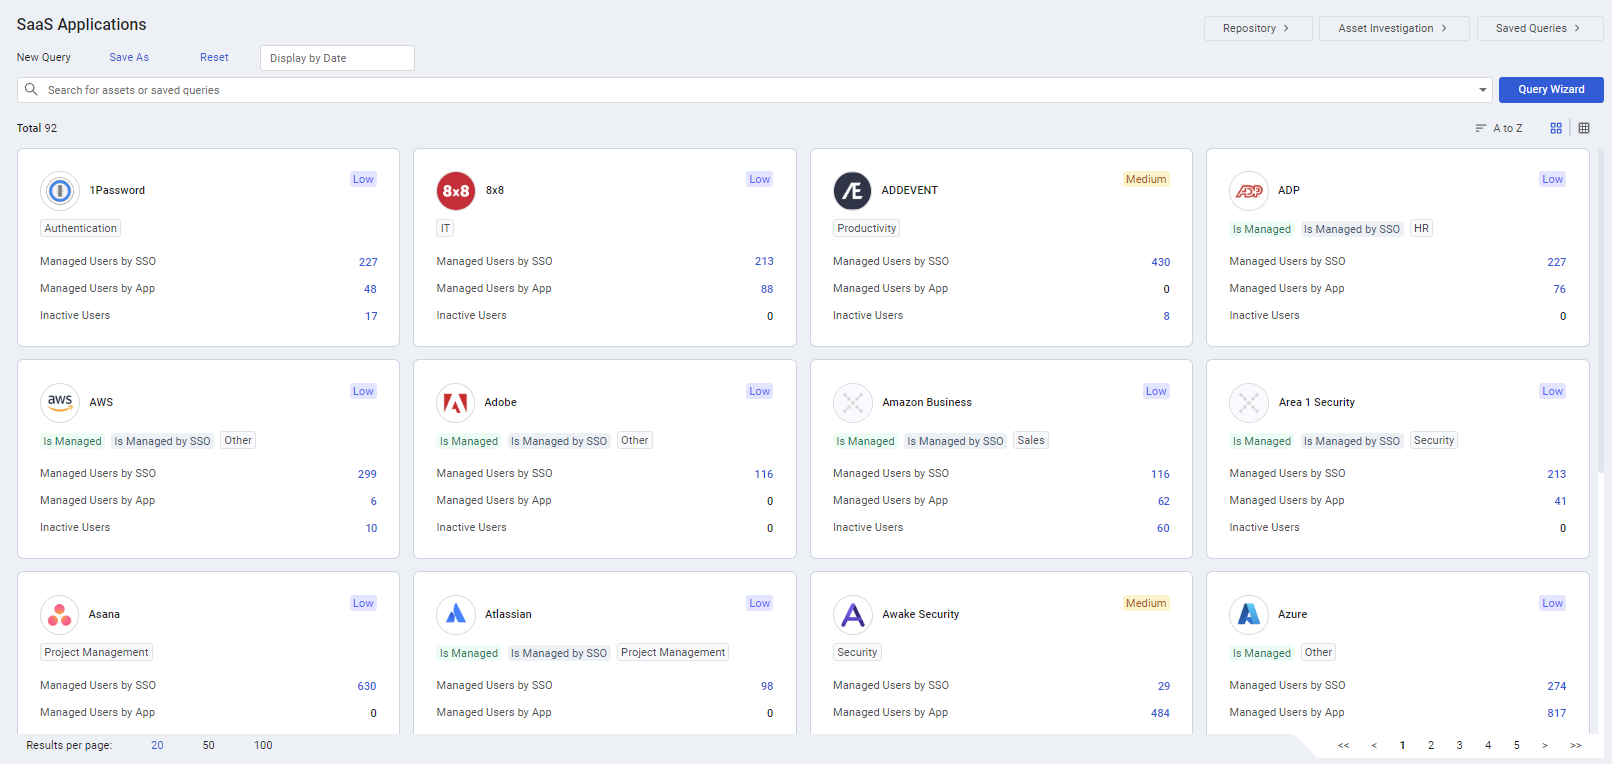 SaaS Applications
Repository >
Asset Investigation >
Saved Queries >
New Query Save As Reset Display by Date
Search for assets or saved queries
Query Wizard
Total 92
A to Z
1Password Low
Authentication
Managed Users by SSO 227
Managed Users by App 48
Inactive Users 17
8x8
8x8 Low
IT
Managed Users by SSO 213
Managed Users by App 88
Inactive Users 0
Æ
ADDEVENT Medium
Productivity
Managed Users by SSO 430
Managed Users by App 0
Inactive Users 8
ADP
ADP Low
Is Managed Is Managed by SSO HR
Managed Users by SSO 227
Managed Users by App 76
Inactive Users 0
aws
AWS Low
Is Managed Is Managed by SSO Other
Managed Users by SSO 299
Managed Users by App 6
Inactive Users 10
Adobe Low
Is Managed Is Managed by SSO Other
Managed Users by SSO 116
Managed Users by App 0
Inactive Users 0
Amazon Business Low
Is Managed Is Managed by SSO Sales
Managed Users by SSO 116
Managed Users by App 62
Inactive Users 60
Area 1 Security Low
Is Managed Is Managed by SSO Security
Managed Users by SSO 213
Managed Users by App 41
Inactive Users 0
Asana Low
Project Management
Managed Users by SSO 630
Managed Users by App 0
Atlassian Low
Is Managed Is Managed by SSO Project Management
Managed Users by SSO 98
Managed Users by App 0
Awake Security Medium
Security
Managed Users by SSO 29
Managed Users by App 484
Azure Low
Is Managed Other
Managed Users by SSO 274
Managed Users by App 817
Results per page: 20 50 100
<< < 1 2 3 4 5 > >>